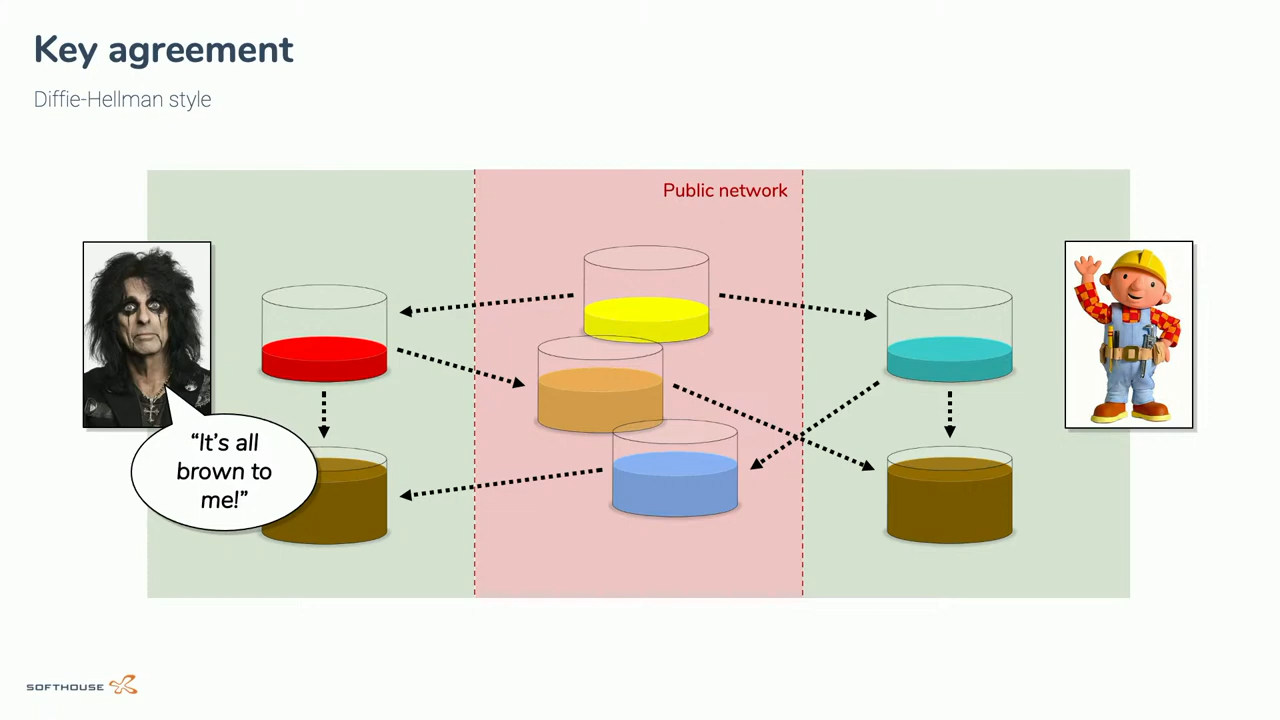 Key agreement
Diffie-Hellman style
Public network
“It’s all
brown to
me!”
SOFTHOUSE